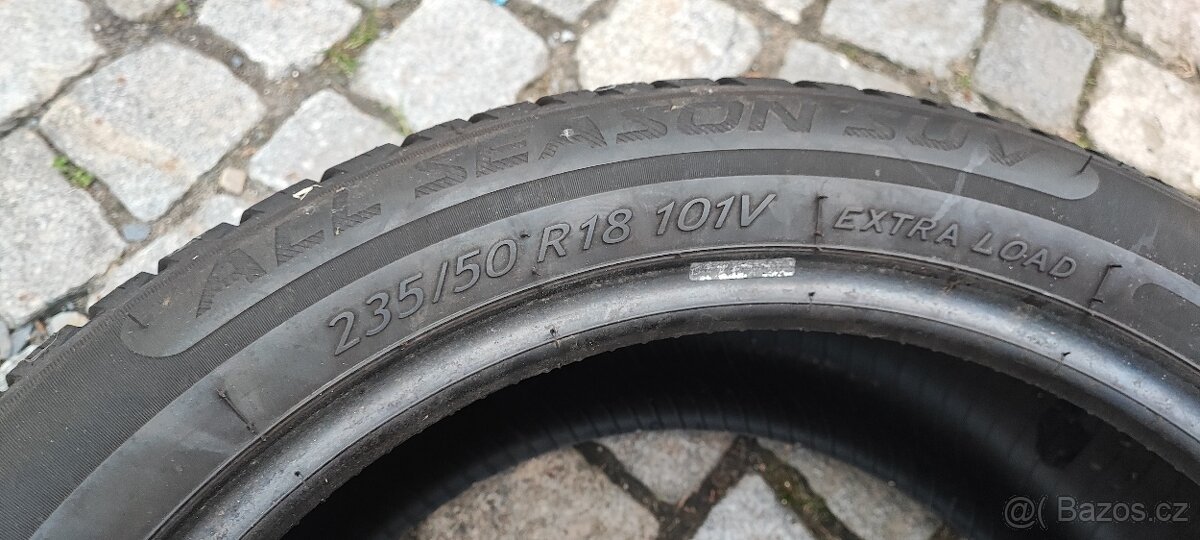 ALL SEASON SUV
235/50 R18 101V EXTRA LOAD
@ Bazos.cz